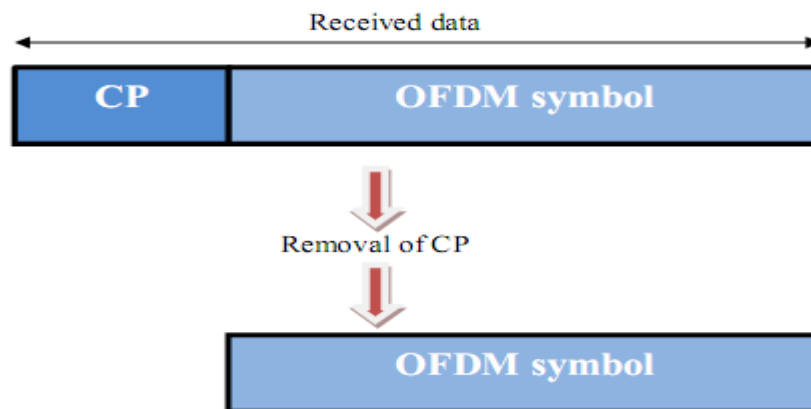 Received data
CP OFDM symbol
Removal of CP
OFDM symbol